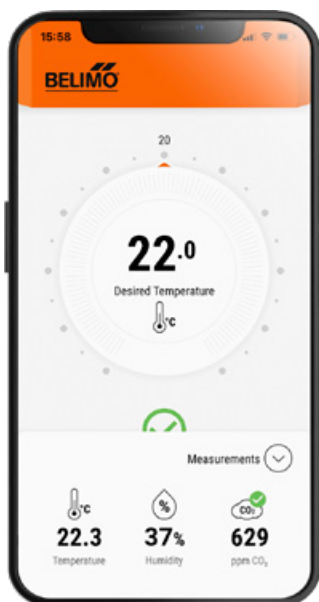 15:58
BELIMO
20
22.0
Desired Temperature
°C
Measurements
°C
%
CO₂
22.3
37%
629
Temperature
Humidity
ppm CO₂